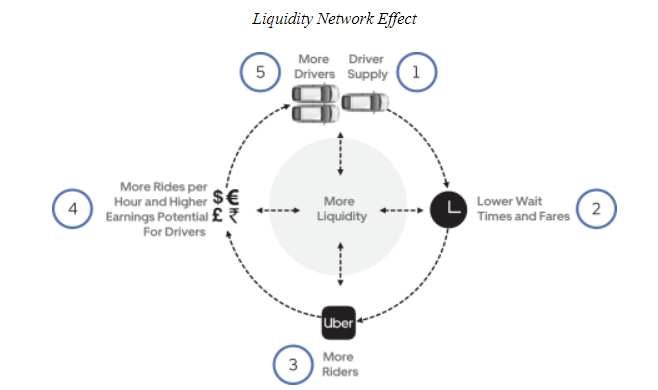 Liquidity Network Effect
5
More
Drivers
Driver
Supply
1
More Rides per
Hour and Higher
Earnings Potential
For Drivers
$ €
£ ₹
4
More
Liquidity
Lower Wait
Times and Fares
2
Uber
3
More
Riders